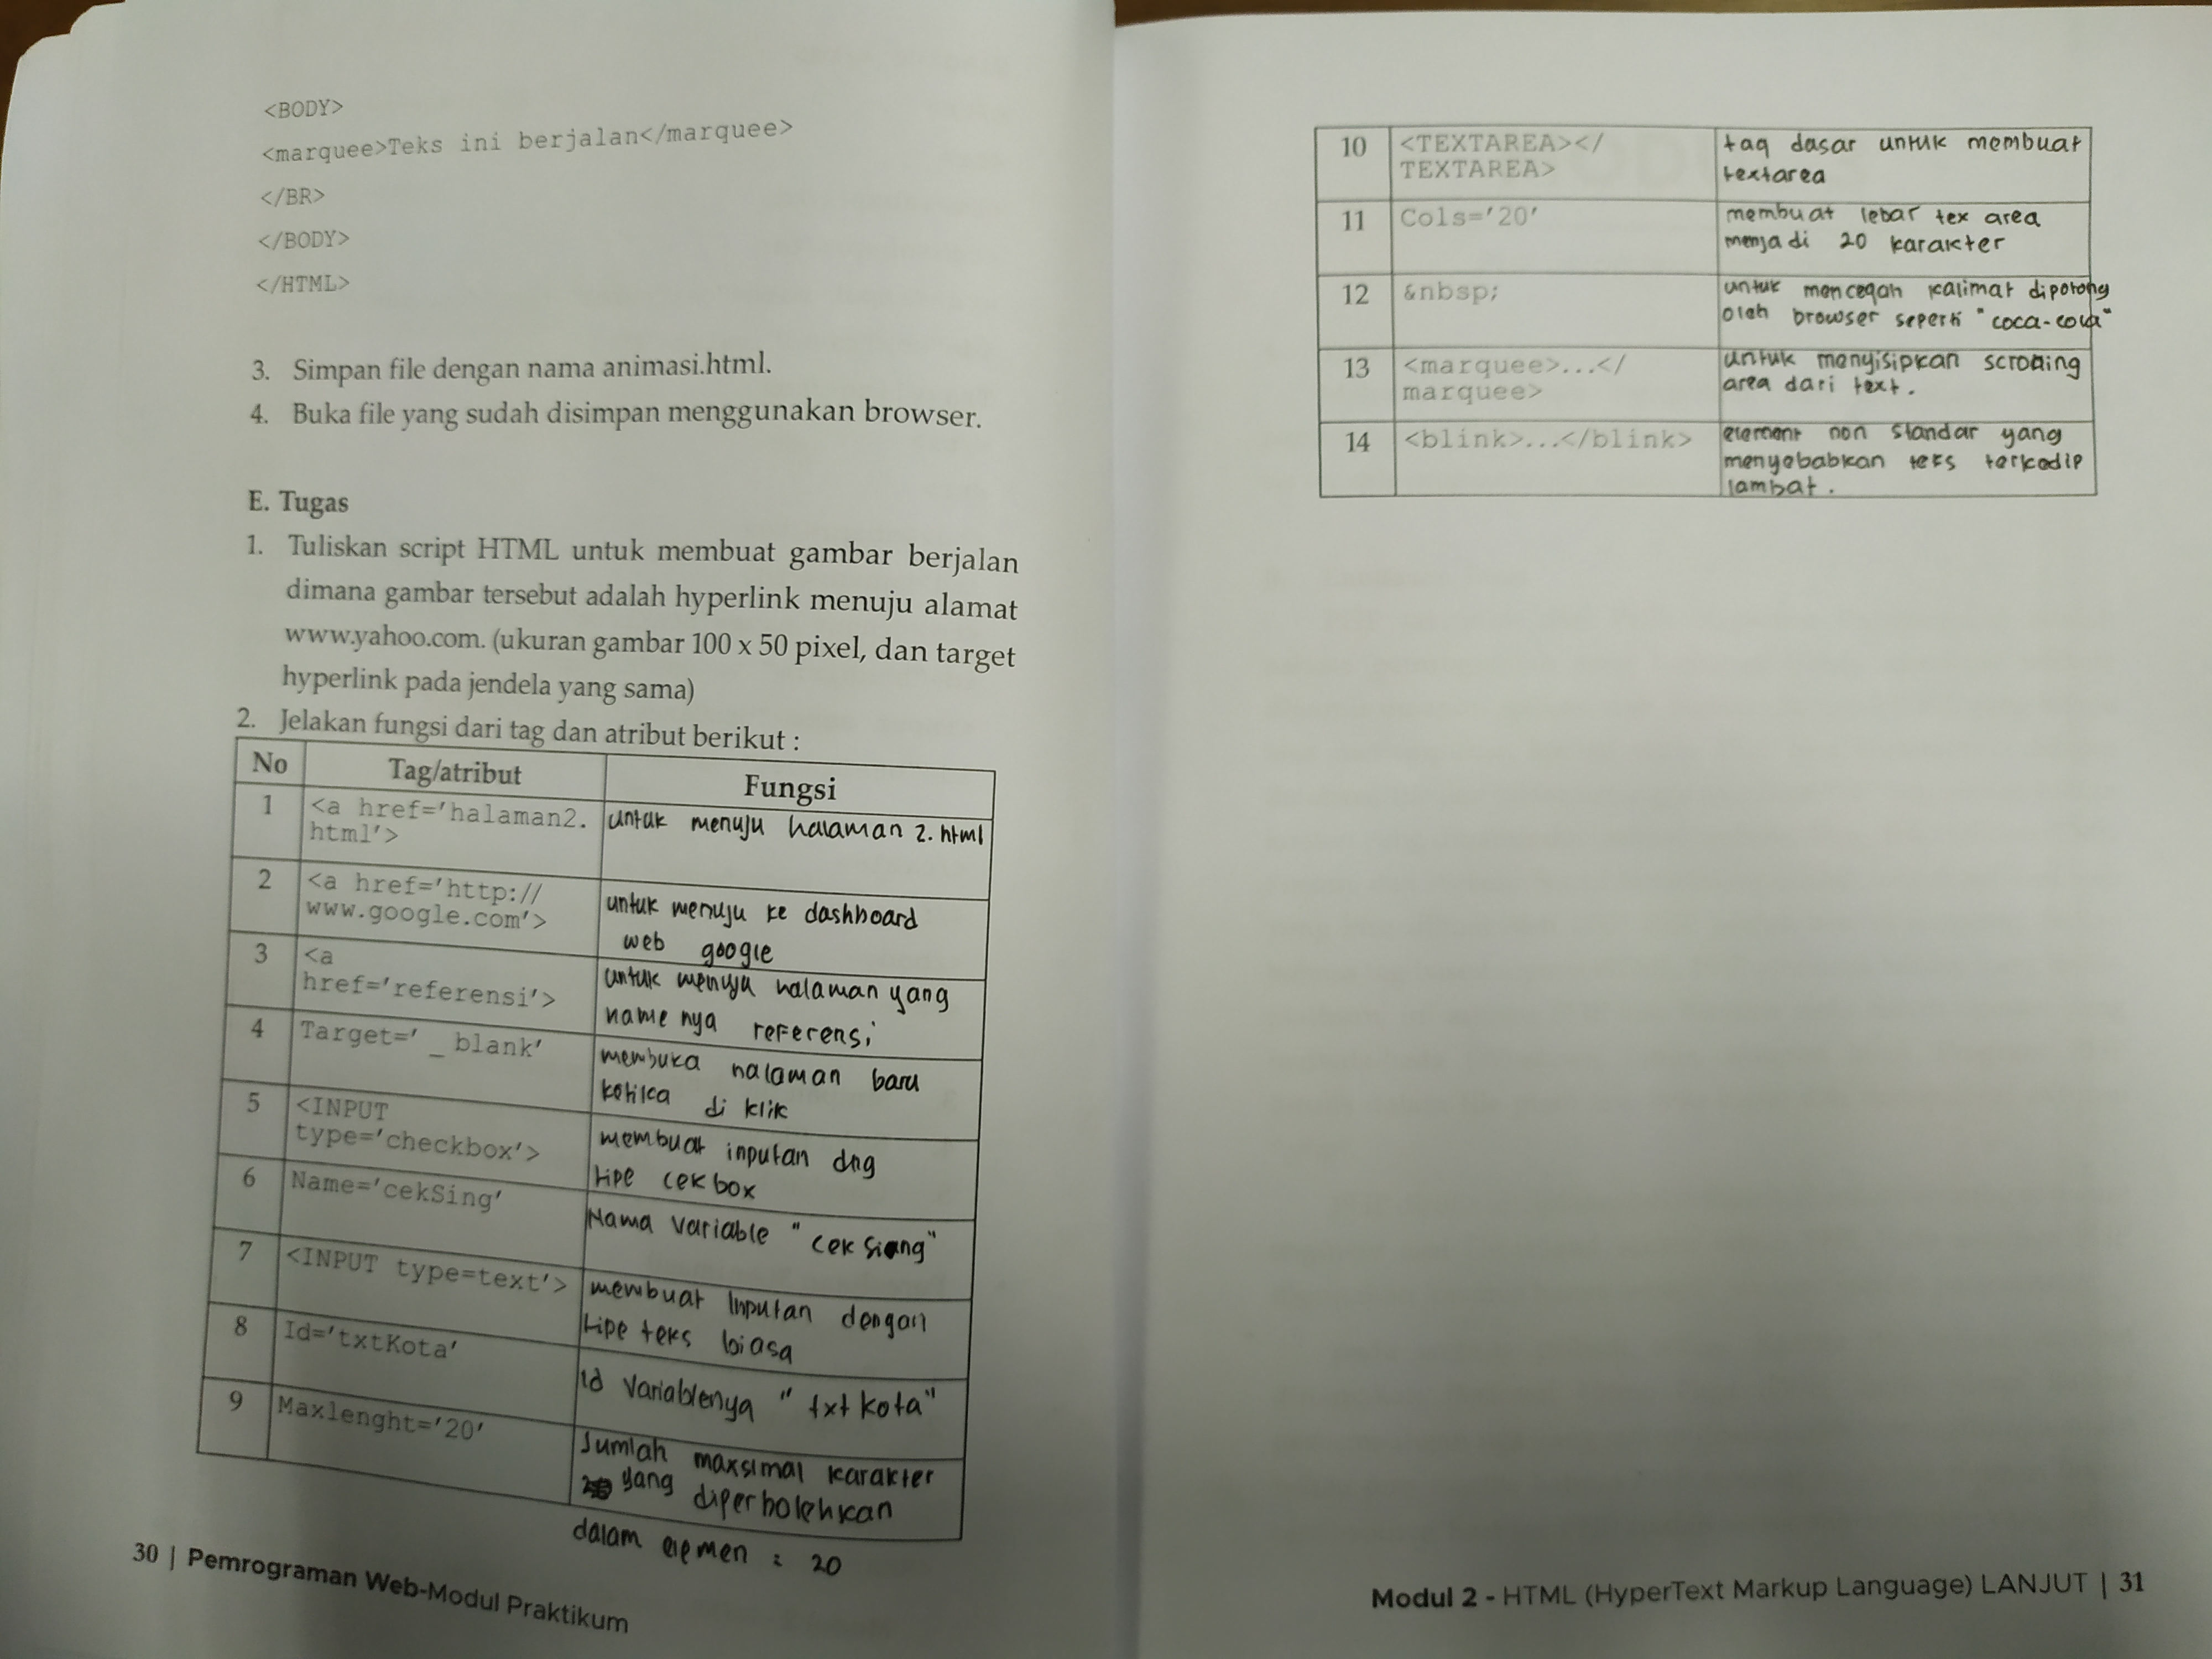 <BODY>
<marquee>Teks ini berjalan</marquee>
</BR>
</BODY>
</HTML>
3. Simpan file dengan nama animasi.html.
4. Buka file yang sudah disimpan menggunakan browser.
E. Tugas
1. Tuliskan script HTML untuk membuat gambar berjalan
dimana gambar tersebut adalah hyperlink menuju alamat
www.yahoo.com. (ukuran gambar 100 x 50 pixel, dan target
hyperlink pada jendela yang sama)
2. Jelakan fungsi dari tag dan atribut berikut :
No Tag/atribut Fungsi
1 <a href='halaman2. untuk menuju halaman 2. html
html'>
2 <a href='http:// untuk menuju ke dashboard
www.google.com'> web google
3 <a untuk menuju halaman yang
href='referensi'> name nya referensi
4 Target='_blank' membuka halaman baru
ketika di klik
5 <INPUT membuat inputan dng
type='checkbox'> tipe cekbox
6 Name='cekSing' Nama variable "cek siang"
7 <INPUT type=text'> membuat inputan dengan
tipe teks biasa
8 Id='txtKota' id variablenya "txt kota"
9 Maxlenght='20' Jumlah maxsimal karakter
yang diperbolehkan
dalam elemen : 20
30 | Pemrograman Web-Modul Praktikum
10 <TEXTAREA></ tag dasar untuk membuat
TEXTAREA> textarea
11 Cols='20' membuat lebar tex area
menjadi 20 karakter
12 &nbsp; untuk mencegah kalimat dipotong
oleh browser seperti "coca-cola"
13 <marquee>...</ untuk menyisipkan scrolling
marquee> area dari text.
14 <blink>...</blink> element non standar yang
menyebabkan teks terkedip
lambat.
Modul 2 - HTML (HyperText Markup Language) LANJUT | 31